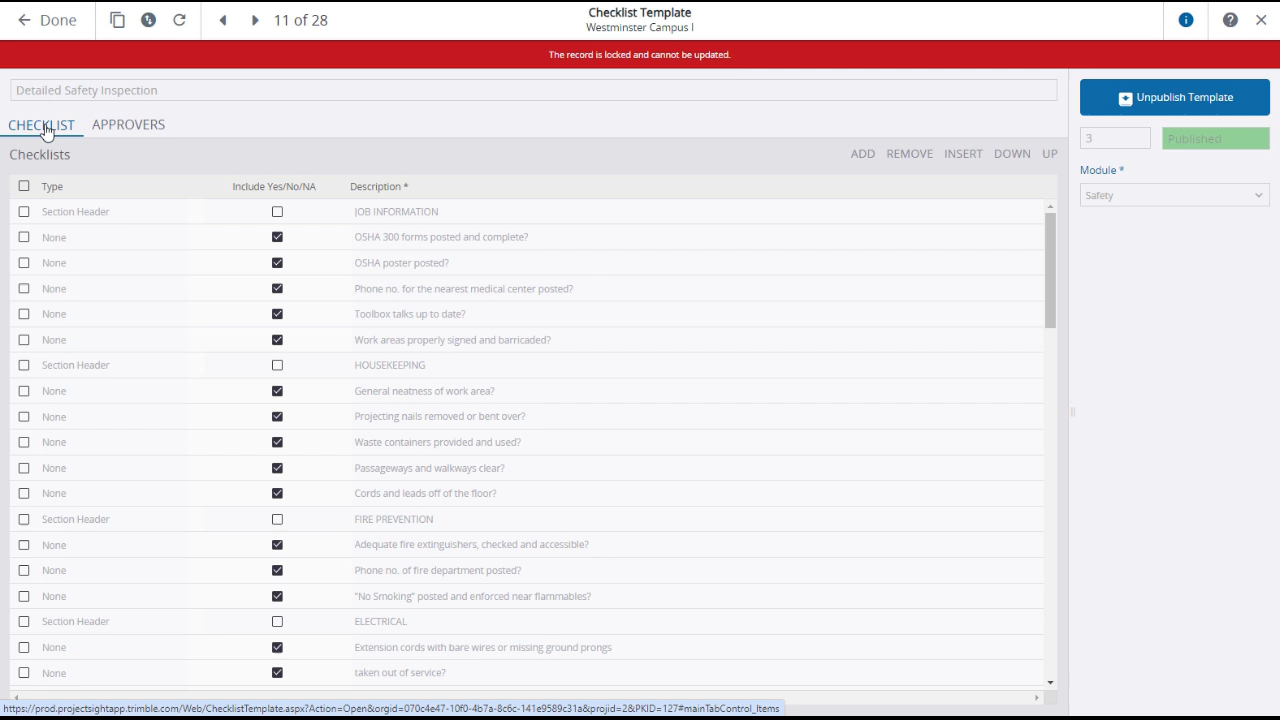 Done
11 of 28
Checklist Template
Westminster Campus I
The record is locked and cannot be updated.
Detailed Safety Inspection
CHECKLIST APPROVERS
Checklists
ADD REMOVE INSERT DOWN UP
Type Include Yes/No/NA Description *
Section Header JOB INFORMATION
None OSHA 300 forms posted and complete?
None OSHA poster posted?
None Phone no. for the nearest medical center posted?
None Toolbox talks up to date?
None Work areas properly signed and barricaded?
Section Header HOUSEKEEPING
None General neatness of work area?
None Projecting nails removed or bent over?
None Waste containers provided and used?
None Passageways and walkways clear?
None Cords and leads off of the floor?
Section Header FIRE PREVENTION
None Adequate fire extinguishers, checked and accessible?
None Phone no. of fire department posted?
None "No Smoking" posted and enforced near flammables?
Section Header ELECTRICAL
None Extension cords with bare wires or missing ground prongs
None taken out of service?
Unpublish Template
3 Published
Module *
Safety
https://prod.projectsightapp.trimble.com/Web/ChecklistTemplate.aspx?Action=Open&orgid=070c4e47-10f0-4b7a-8c6c-141e9589c31a&projid=2&PKID=127#mainTabControl_Items